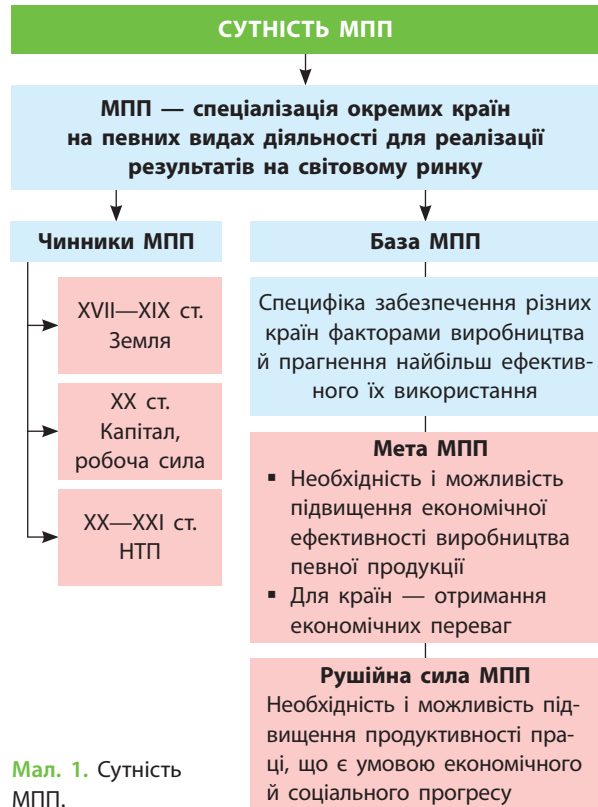 СУТНІСТЬ МПП
МПП — спеціалізація окремих країн
на певних видах діяльності для реалізації
результатів на світовому ринку
Чинники МПП
XVII—XIX ст.
Земля
XX ст.
Капітал,
робоча сила
XX—XXI ст.
НТП
База МПП
Специфіка забезпечення різних
країн факторами виробництва
й прагнення найбільш ефектив-
ного їх використання
Мета МПП
▪ Необхідність і можливість
підвищення економічної
ефективності виробництва
певної продукції
▪ Для країн — отримання
економічних переваг
Рушійна сила МПП
Необхідність і можливість під-
вищення продуктивності пра-
ці, що є умовою економічного
й соціального прогресу
Мал. 1. Сутність
МПП.